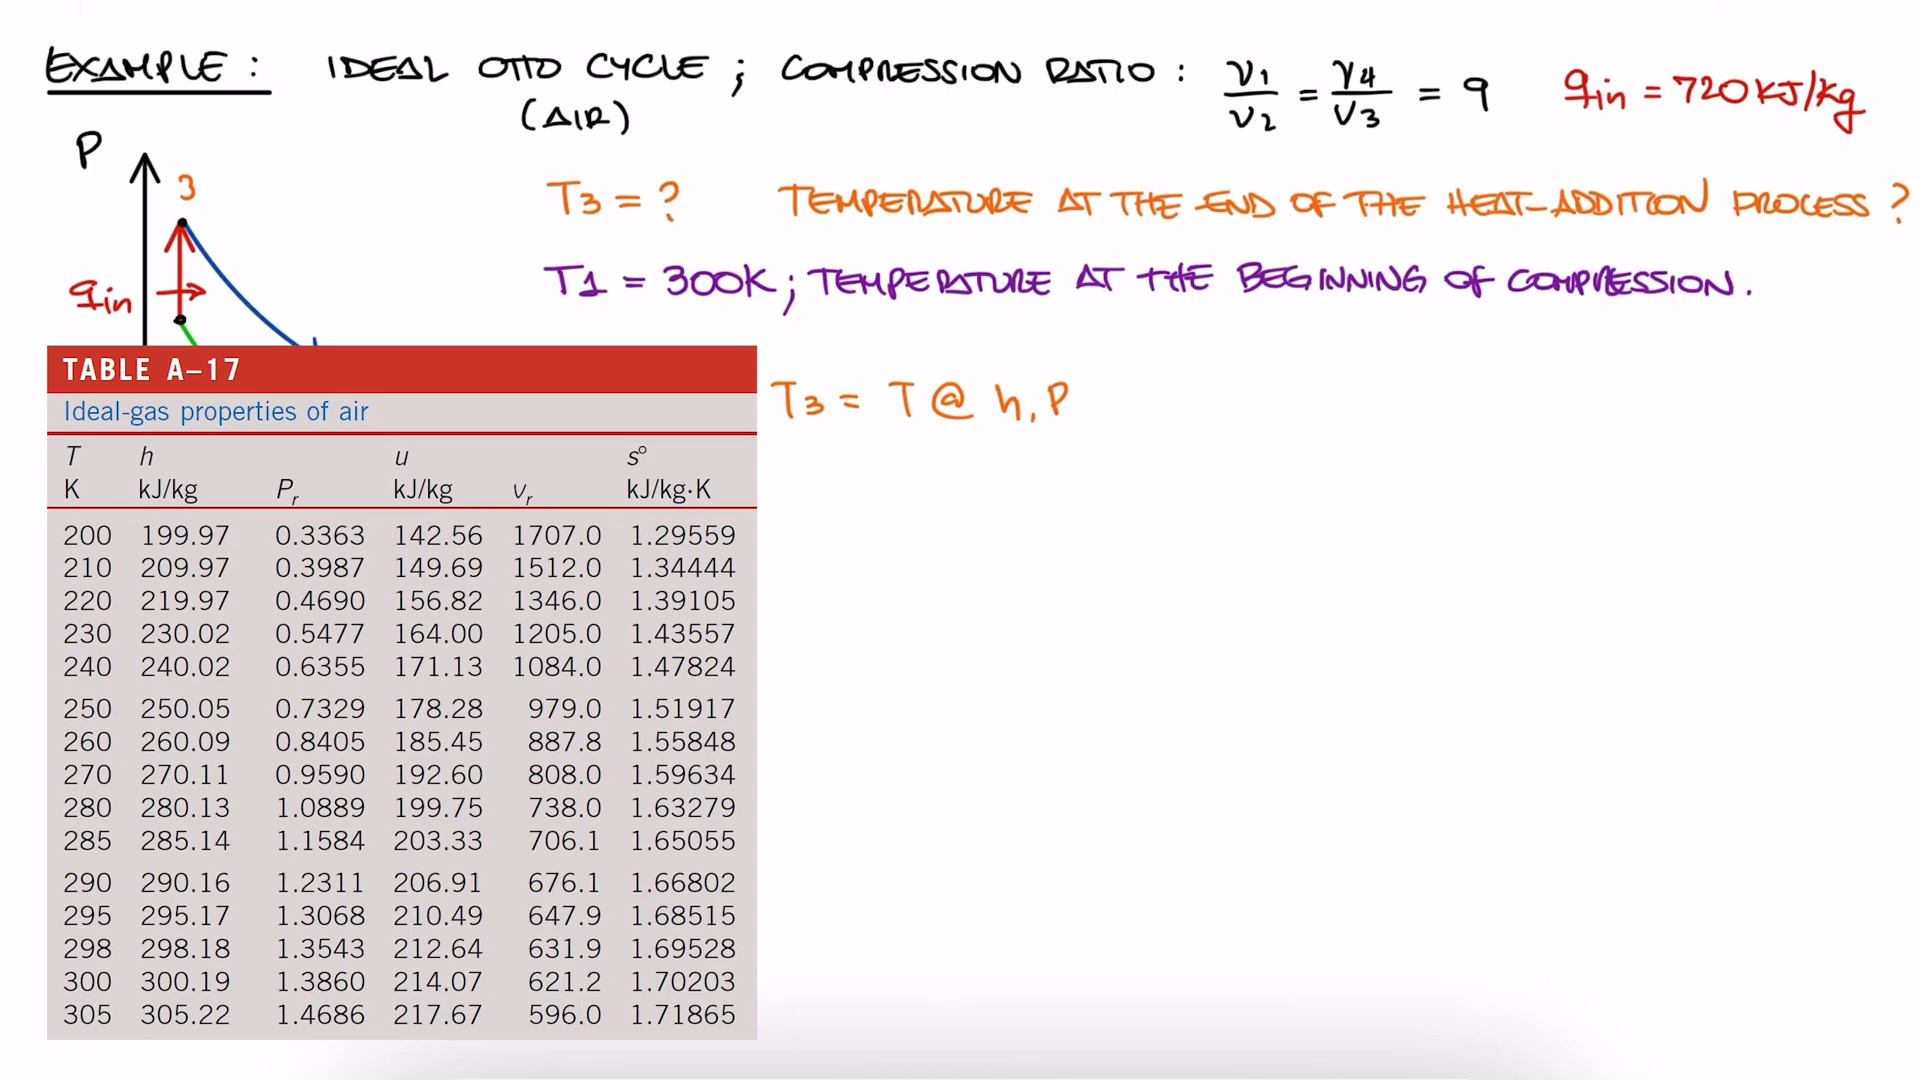 EXAMPLE : IDEAL OTTO CYCLE ; COMPRESSION RATIO : v1/v2 = v4/v3 = 9 qin = 720 kJ/kg
(AIR)
P
3
T3 = ? TEMPERATURE AT THE END OF THE HEAT-ADDITION PROCESS ?
T1 = 300K ; TEMPERATURE AT THE BEGINNING OF COMPRESSION.
qin
TABLE A–17
Ideal-gas properties of air
T3 = T @ h, P
T h u s°
K kJ/kg Pr kJ/kg vr kJ/kg·K
200 199.97 0.3363 142.56 1707.0 1.29559
210 209.97 0.3987 149.69 1512.0 1.34444
220 219.97 0.4690 156.82 1346.0 1.39105
230 230.02 0.5477 164.00 1205.0 1.43557
240 240.02 0.6355 171.13 1084.0 1.47824
250 250.05 0.7329 178.28 979.0 1.51917
260 260.09 0.8405 185.45 887.8 1.55848
270 270.11 0.9590 192.60 808.0 1.59634
280 280.13 1.0889 199.75 738.0 1.63279
285 285.14 1.1584 203.33 706.1 1.65055
290 290.16 1.2311 206.91 676.1 1.66802
295 295.17 1.3068 210.49 647.9 1.68515
298 298.18 1.3543 212.64 631.9 1.69528
300 300.19 1.3860 214.07 621.2 1.70203
305 305.22 1.4686 217.67 596.0 1.71865